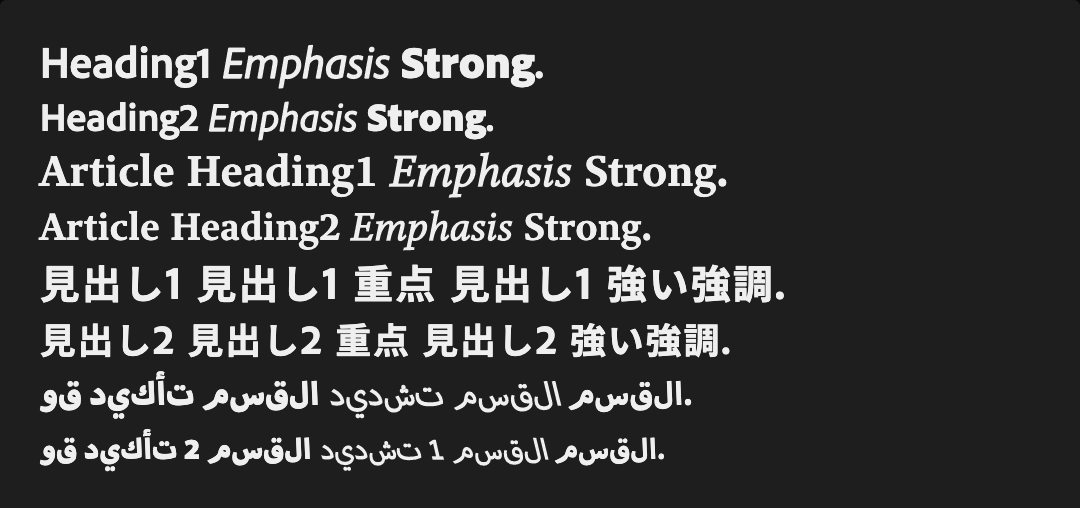 Heading1 Emphasis Strong.
Heading2 Emphasis Strong.
Article Heading1 Emphasis Strong.
Article Heading2 Emphasis Strong.
見出し1 見出し1 重点 見出し1 強い強調.
見出し2 見出し2 重点 見出し2 強い強調.
القسم القسم تشديد القسم تأكيد قو.
القسم القسم 1 تشديد القسم 2 تأكيد قو.